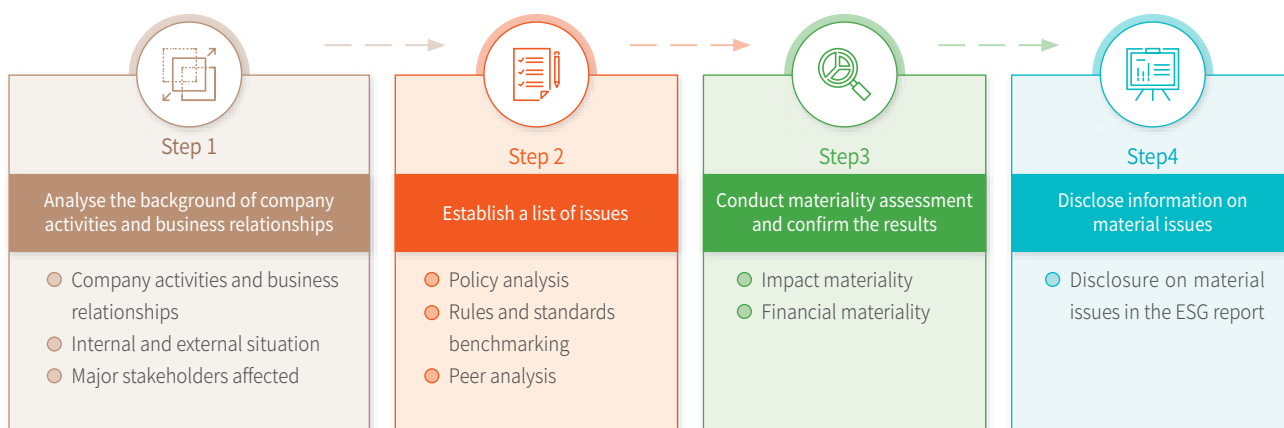 Step 1
Analyse the background of company
activities and business relationships
Company activities and business
relationships
Internal and external situation
Major stakeholders affected
Step 2
Establish a list of issues
Policy analysis
Rules and standards
benchmarking
Peer analysis
Step3
Conduct materiality assessment
and confirm the results
Impact materiality
Financial materiality
Step4
Disclose information on
material issues
Disclosure on material
issues in the ESG report